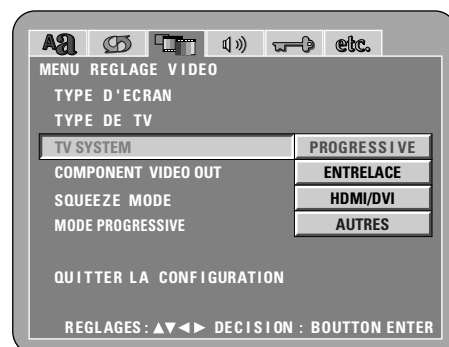 Aa etc.
MENU REGLAGE VIDEO
TYPE D'ECRAN
TYPE DE TV
TV SYSTEM PROGRESSIVE
COMPONENT VIDEO OUT ENTRELACE
SQUEEZE MODE HDMI/DVI
MODE PROGRESSIVE AUTRES
QUITTER LA CONFIGURATION
REGLAGES:▲▼◄► DECISION : BOUTTON ENTER